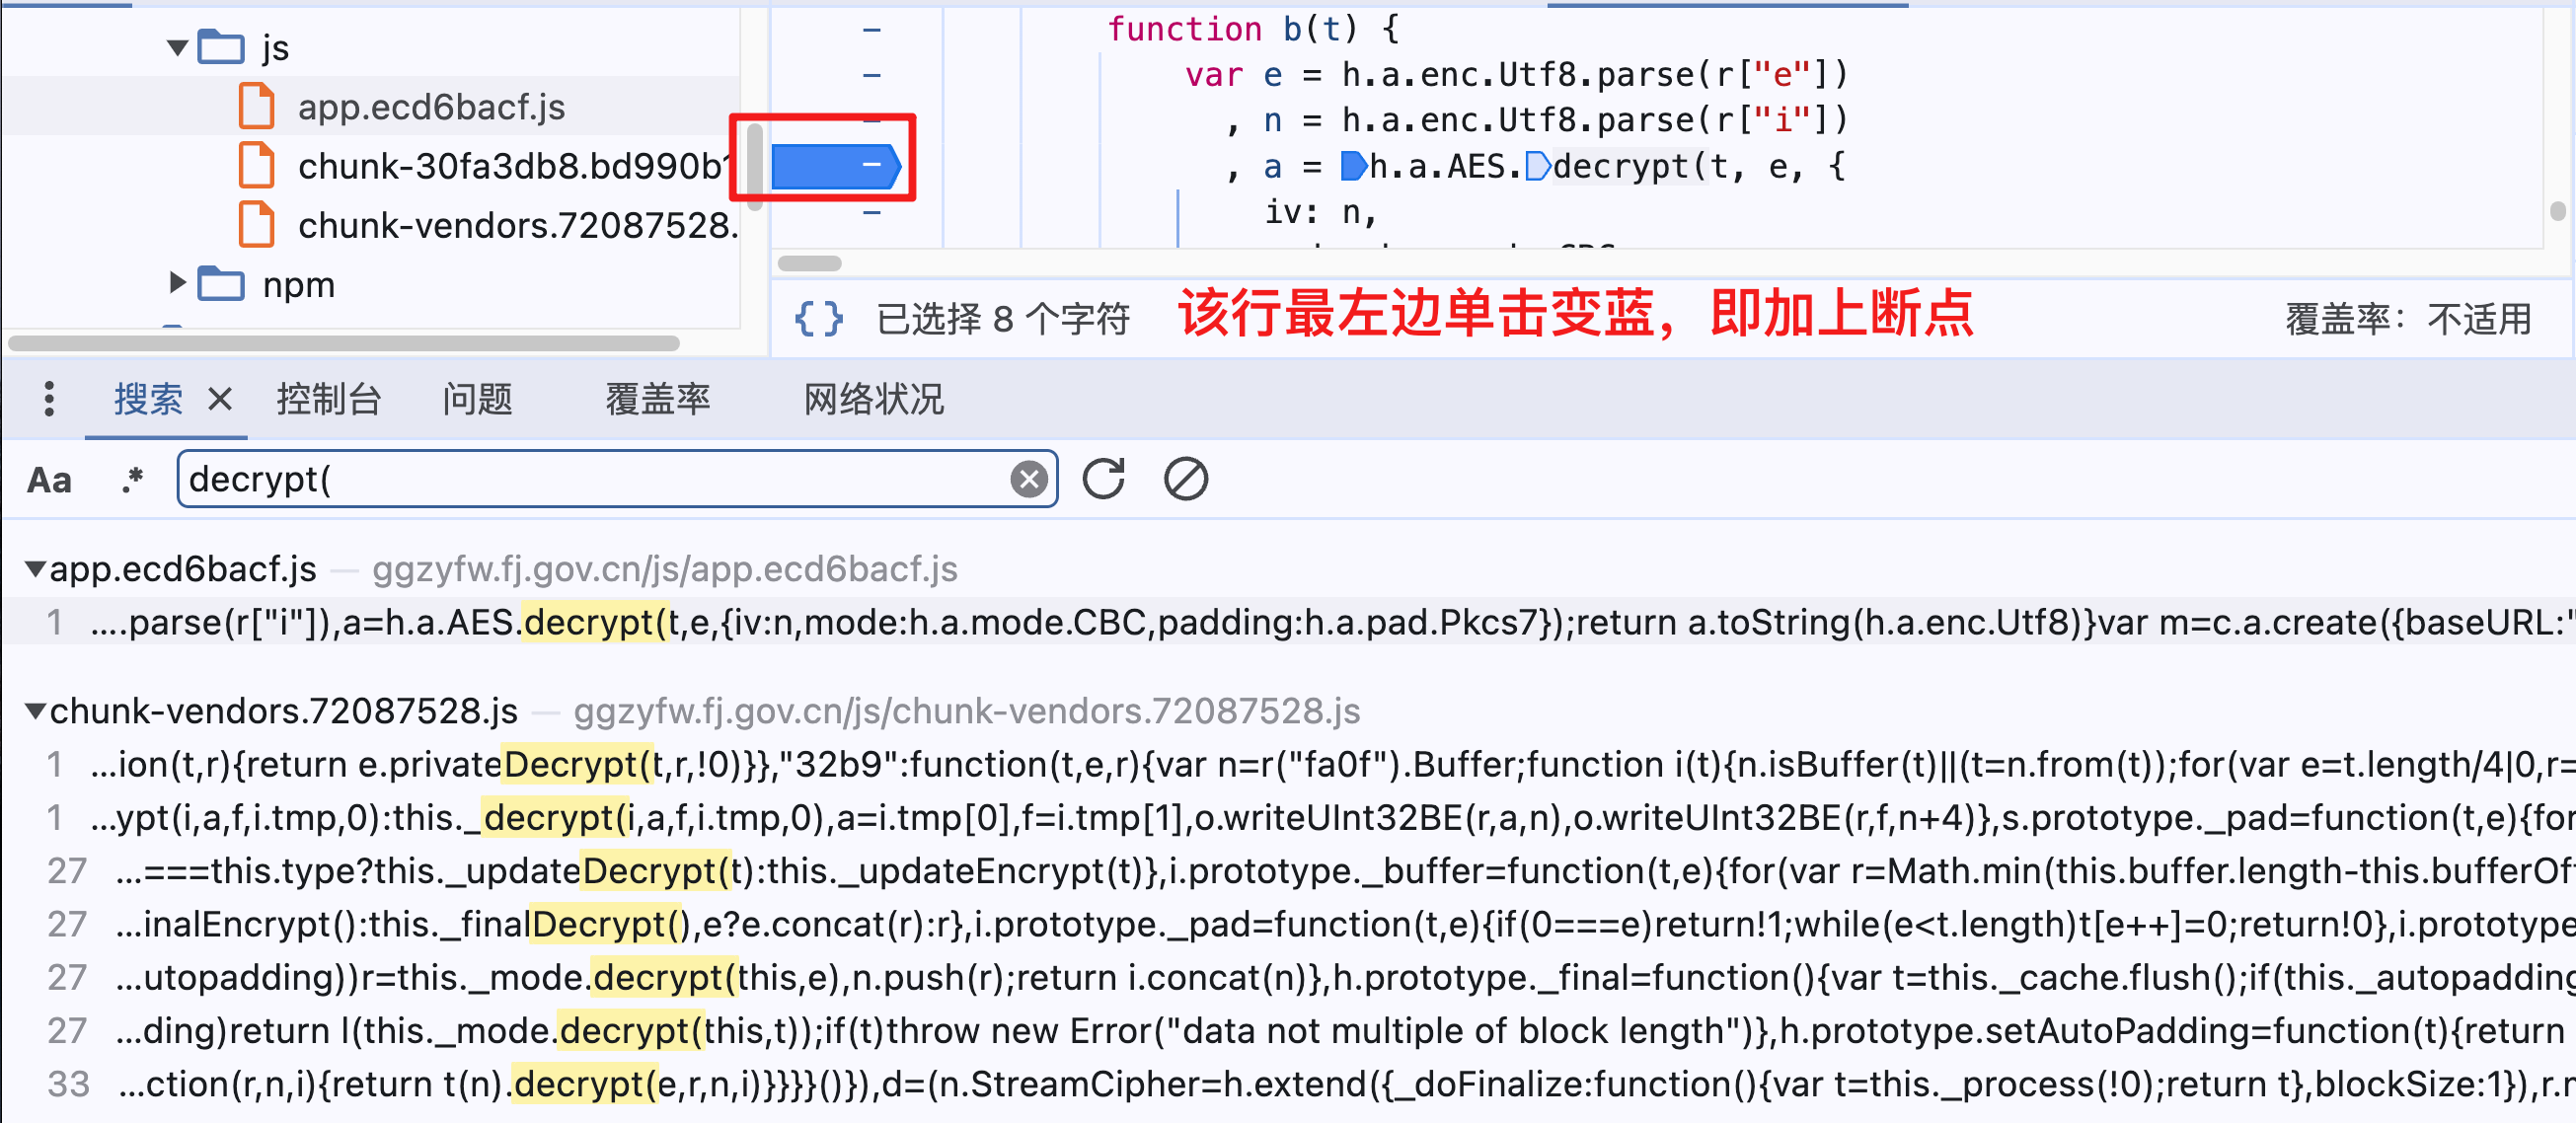 js
app.ecd6bacf.js
chunk-30fa3db8.bd990b1
chunk-vendors.72087528.
npm
function b(t) {
var e = h.a.enc.Utf8.parse(r["e"])
, n = h.a.enc.Utf8.parse(r["i"])
, a = h.a.AES.decrypt(t, e, {
iv: n,
{} 已选择 8 个字符
该行最左边单击变蓝，即加上断点
覆盖率：不适用
搜索 × 控制台 问题 覆盖率 网络状况
Aa .* decrypt(
app.ecd6bacf.js — ggzyfw.fj.gov.cn/js/app.ecd6bacf.js
1 ….parse(r["i"]),a=h.a.AES.decrypt(t,e,{iv:n,mode:h.a.mode.CBC,padding:h.a.pad.Pkcs7});return a.toString(h.a.enc.Utf8)}var m=c.a.create({baseURL:"
chunk-vendors.72087528.js — ggzyfw.fj.gov.cn/js/chunk-vendors.72087528.js
1 …ion(t,r){return e.privateDecrypt(t,r,!0)}},"32b9":function(t,e,r){var n=r("fa0f").Buffer;function i(t){n.isBuffer(t)||(t=n.from(t));for(var e=t.length/4|0,r=
1 …ypt(i,a,f,i.tmp,0):this._decrypt(i,a,f,i.tmp,0),a=i.tmp[0],f=i.tmp[1],o.writeUInt32BE(r,a,n),o.writeUInt32BE(r,f,n+4)},s.prototype._pad=function(t,e){for
27 …===this.type?this._updateDecrypt(t):this._updateEncrypt(t)},i.prototype._buffer=function(t,e){for(var r=Math.min(this.buffer.length-this.bufferOf
27 …inalEncrypt():this._finalDecrypt(),e?e.concat(r):r},i.prototype._pad=function(t,e){if(0===e)return!1;while(e<t.length)t[e++]=0;return!0},i.prototype
27 …utopadding))r=this._mode.decrypt(this,e),n.push(r);return i.concat(n)},h.prototype._final=function(){var t=this._cache.flush();if(this._autopadding
27 …ding)return l(this._mode.decrypt(this,t));if(t)throw new Error("data not multiple of block length")},h.prototype.setAutoPadding=function(t){return
33 …ction(r,n,i){return t(n).decrypt(e,r,n,i)}}}}()}),d=(n.StreamCipher=h.extend({_doFinalize:function(){var t=this._process(!0);return t},blockSize:1}),r.